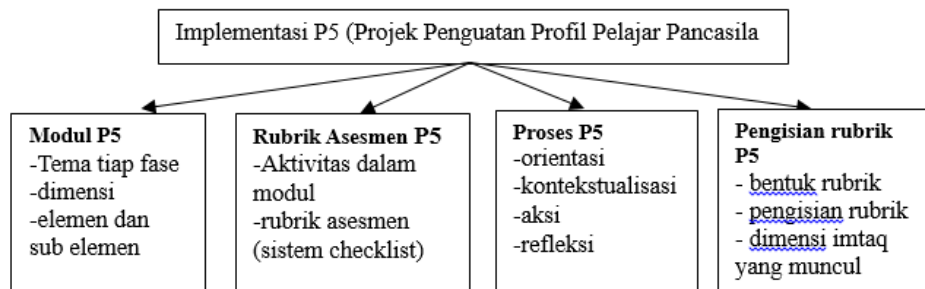 Implementasi P5 (Projek Penguatan Profil Pelajar Pancasila
Modul P5
-Tema tiap fase
-dimensi
-elemen dan
sub elemen
Rubrik Asesmen P5
-Aktivitas dalam
modul
-rubrik asesmen
(sistem checklist)
Proses P5
-orientasi
-kontekstualisasi
-aksi
-refleksi
Pengisian rubrik
P5
- bentuk rubrik
- pengisian rubrik
- dimensi imtaq
yang muncul